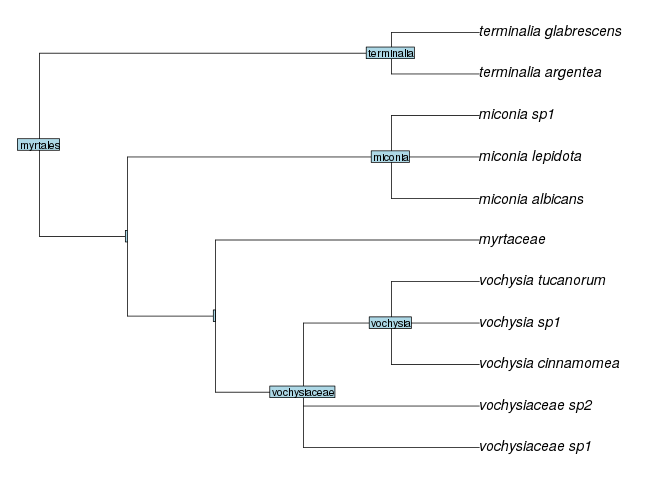 terminalia glabrescens
terminalia
terminalia argentea
miconia sp1
myrtales
miconia
miconia lepidota
miconia albicans
myrtaceae
vochysia tucanorum
vochysia
vochysia sp1
vochysia cinnamomea
vochysiaceae
vochysiaceae sp2
vochysiaceae sp1